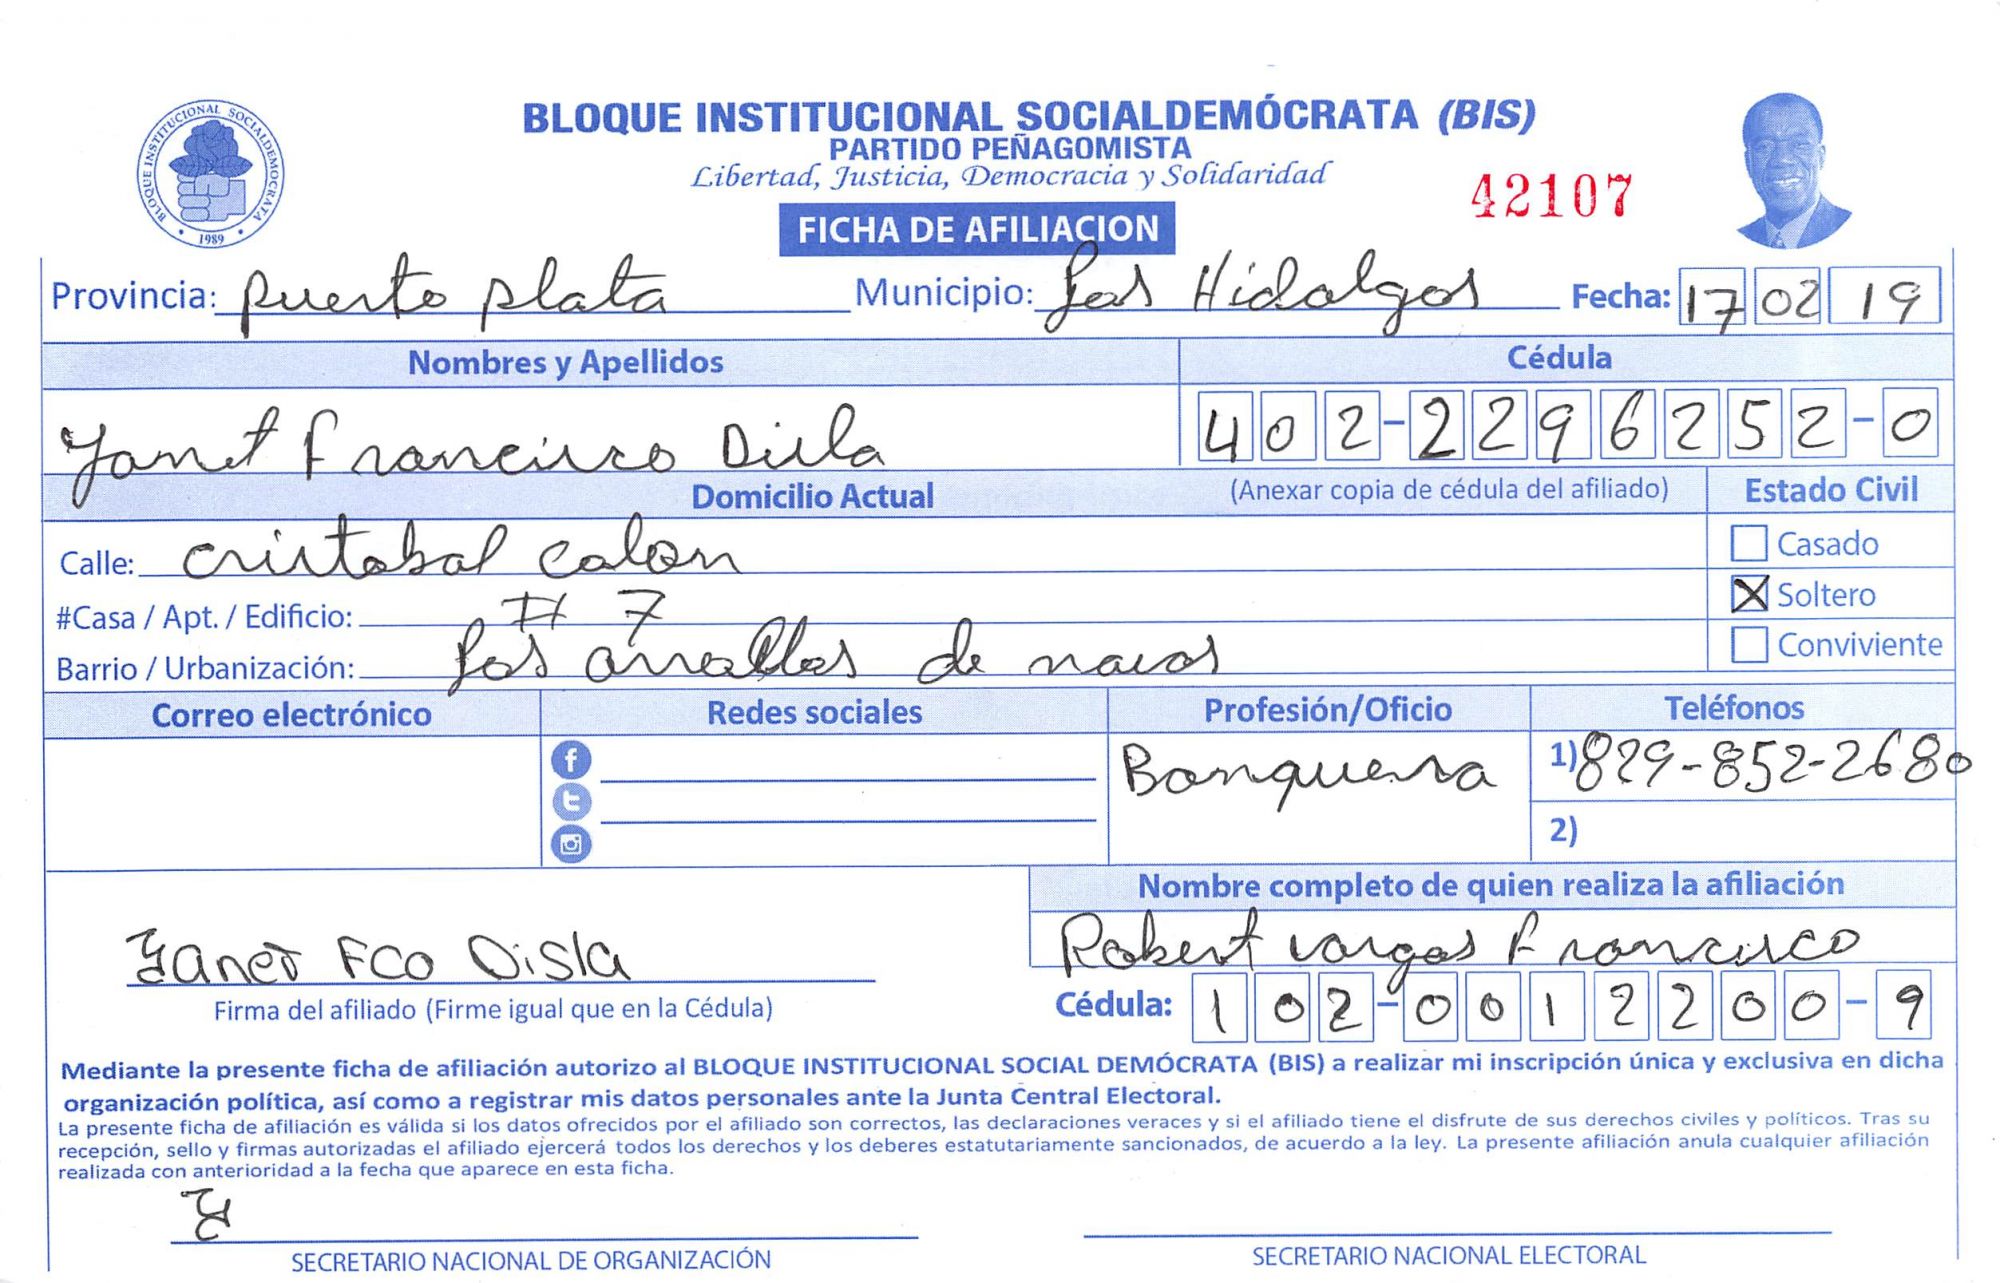 BLOQUE INSTITUCIONAL SOCIALDEMÓCRATA (BIS)
PARTIDO PEÑAGOMISTA
Libertad, Justicia, Democracia y Solidaridad
BLOQUE INSTITUCIONAL SOCIALDEMOCRATA
1989
42107
FICHA DE AFILIACION
Provincia: Puerto Plata Municipio: Los Hidalgos Fecha: 17 02 19
Nombres y Apellidos Cédula
Yanet Francisco Disla 402-2296252-0
Domicilio Actual (Anexar copia de cédula del afiliado) Estado Civil
Calle: cristobal colon Casado
#Casa / Apt. / Edificio: # 7 X Soltero
Barrio / Urbanización: Los de Conviviente
Correo electrónico Redes sociales Profesión/Oficio Teléfonos
Banquera 1) 829-852-2680
2)
Nombre completo de quien realiza la afiliación
Robert vargas Francisco
Yanet FCO Disla
Firma del afiliado (Firme igual que en la Cédula) Cédula: 102-0012200-9
Mediante la presente ficha de afiliación autorizo al BLOQUE INSTITUCIONAL SOCIAL DEMÓCRATA (BIS) a realizar mi inscripción única y exclusiva en dicha
organización política, así como a registrar mis datos personales ante la Junta Central Electoral.
La presente ficha de afiliación es válida si los datos ofrecidos por el afiliado son correctos, las declaraciones veraces y si el afiliado tiene el disfrute de sus derechos civiles y políticos. Tras su
recepción, sello y firmas autorizadas el afiliado ejercerá todos los derechos y los deberes estatutariamente sancionados, de acuerdo a la ley. La presente afiliación anula cualquier afiliación
realizada con anterioridad a la fecha que aparece en esta ficha.
SECRETARIO NACIONAL DE ORGANIZACIÓN SECRETARIO NACIONAL ELECTORAL